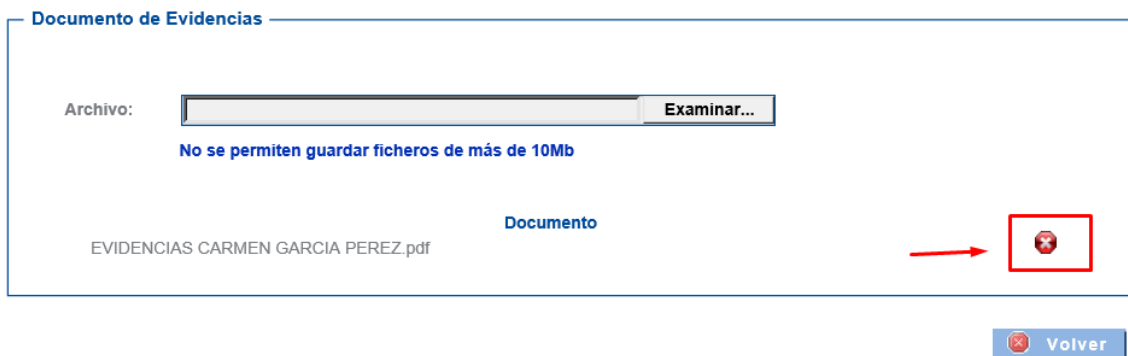 Documento de Evidencias
Archivo:
Examinar...
No se permiten guardar ficheros de más de 10Mb
Documento
EVIDENCIAS CARMEN GARCIA PEREZ.pdf
Volver